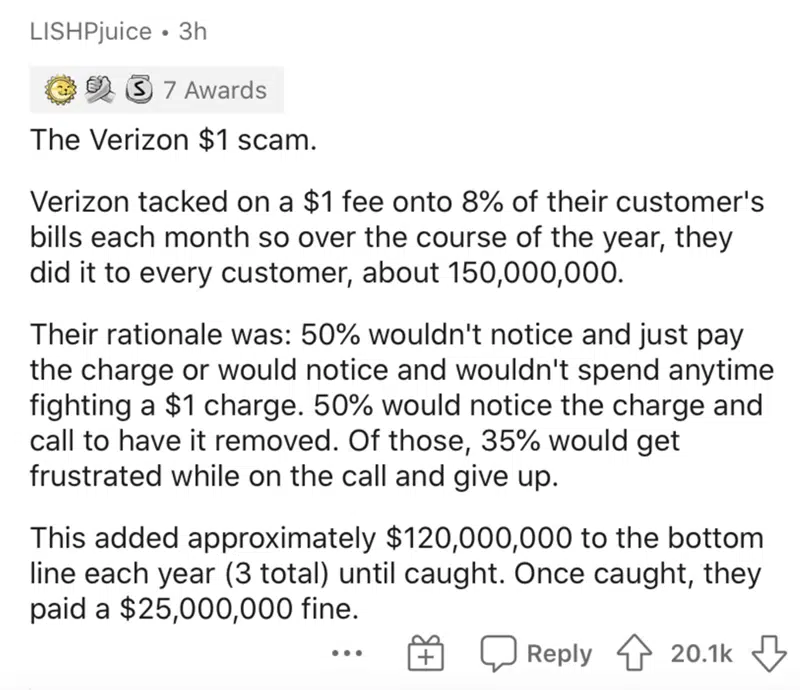 LISHPjuice • 3h
7 Awards
The Verizon $1 scam.
Verizon tacked on a $1 fee onto 8% of their customer's
bills each month so over the course of the year, they
did it to every customer, about 150,000,000.
Their rationale was: 50% wouldn't notice and just pay
the charge or would notice and wouldn't spend anytime
fighting a $1 charge. 50% would notice the charge and
call to have it removed. Of those, 35% would get
frustrated while on the call and give up.
This added approximately $120,000,000 to the bottom
line each year (3 total) until caught. Once caught, they
paid a $25,000,000 fine.
Reply 20.1k